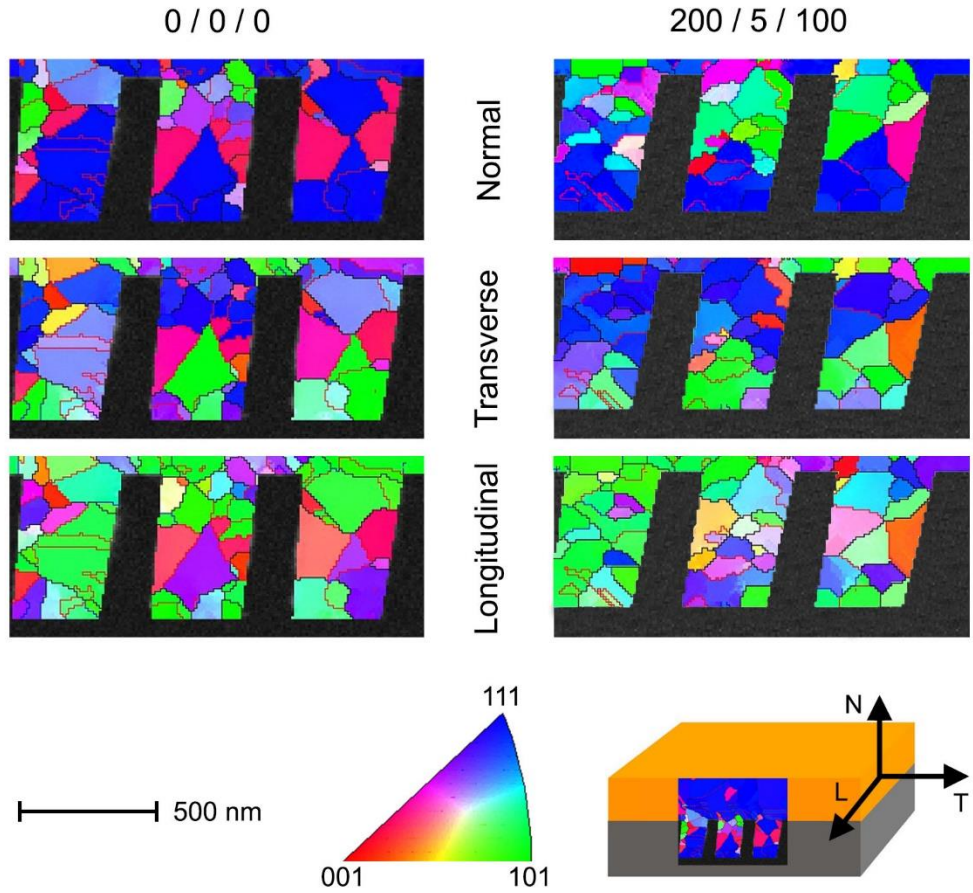 0 / 0 / 0
200 / 5 / 100
Normal
Transverse
Longitudinal
500 nm
111
001
101
N
L
T